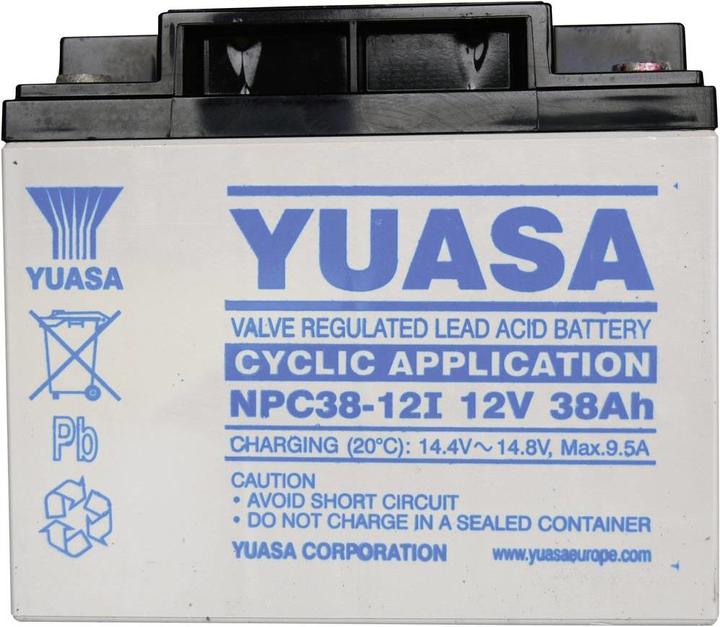 YUASA
YUASA
VALVE REGULATED LEAD ACID BATTERY
CYCLIC APPLICATION
NPC38-12I 12V 38Ah
CHARGING (20°C): 14.4V～14.8V, Max.9.5A
CAUTION
• AVOID SHORT CIRCUIT
• DO NOT CHARGE IN A SEALED CONTAINER
YUASA CORPORATION www.yuasaeurope.com
Pb